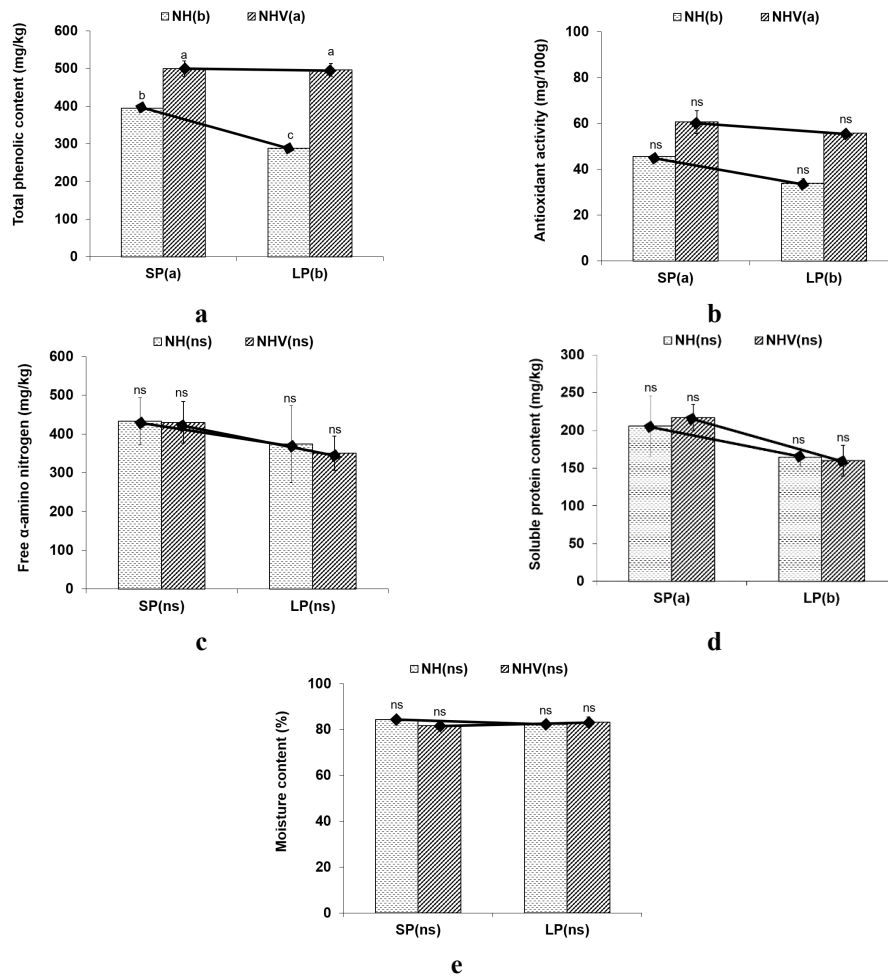 NH(b) NHV(a)
Total phenolic content (mg/kg)
600
500
400
300
200
100
0
b
a
c
a
SP(a) LP(b)
a
NH(b) NHV(a)
Antioxidant activity (mg/100g)
100
80
60
40
20
0
ns
ns
ns
ns
SP(a) LP(b)
b
NH(ns) NHV(ns)
Free α-amino nitrogen (mg/kg)
600
500
400
300
200
100
0
ns
ns
ns
ns
SP(ns) LP(ns)
c
NH(ns) NHV(ns)
Soluble protein content (mg/kg)
300
250
200
150
100
50
0
ns
ns
ns
ns
SP(a) LP(b)
d
NH(ns) NHV(ns)
Moisture content (%)
100
80
60
40
20
0
ns
ns
ns
ns
SP(ns) LP(ns)
e